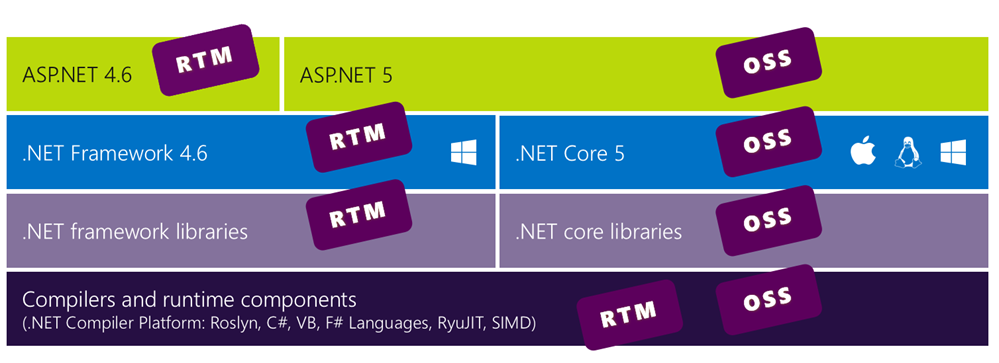 ASP.NET 4.6
RTM
ASP.NET 5
OSS
.NET Framework 4.6
RTM
.NET Core 5
OSS
.NET framework libraries
RTM
.NET core libraries
OSS
Compilers and runtime components
(.NET Compiler Platform: Roslyn, C#, VB, F# Languages, RyuJIT, SIMD)
RTM
OSS